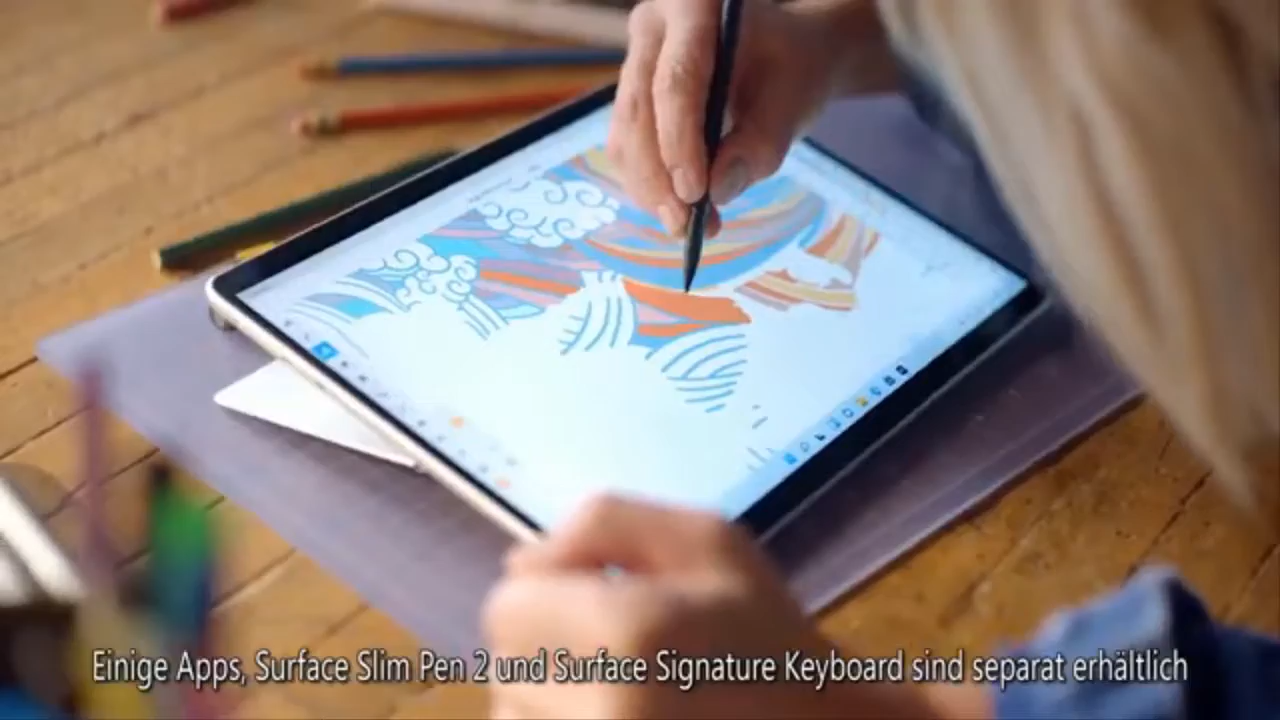 Einige Apps, Surface Slim Pen 2 und Surface Signature Keyboard sind separat erhältlich